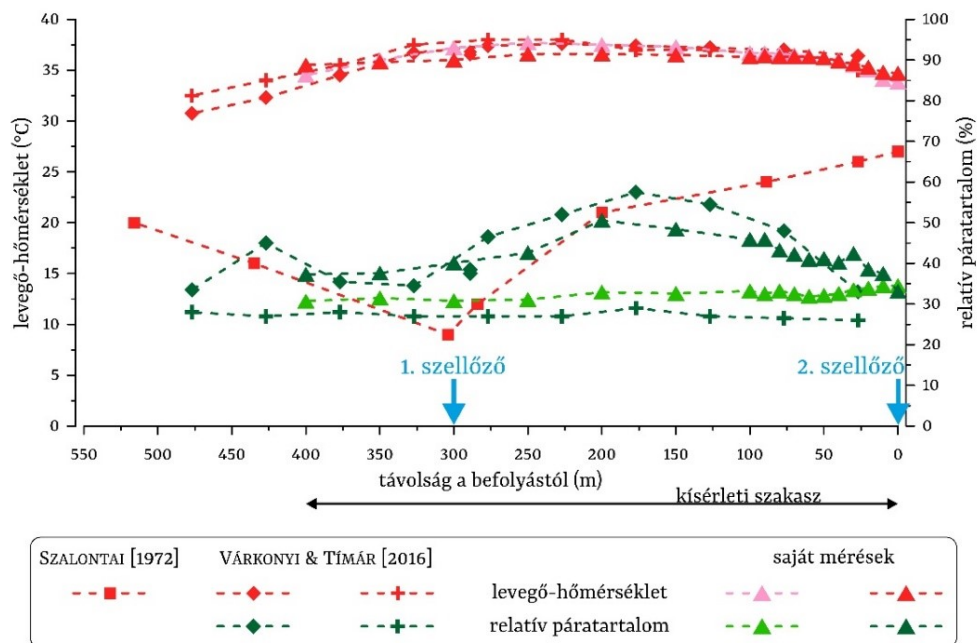 levegő-hőmérséklet (°C)
40
35
30
25
20
15
10
5
0
100
90
80
70
60
50
40
30
20
10
0
relatív páratartalom (%)
1. szellőző
2. szellőző
550 500 450 400 350 300 250 200 150 100 50 0
távolság a befolyástól (m)
kísérleti szakasz
SZALONTAI [1972] VÁRKONYI & TÍMÁR [2016] saját mérések
levegő-hőmérséklet
relatív páratartalom